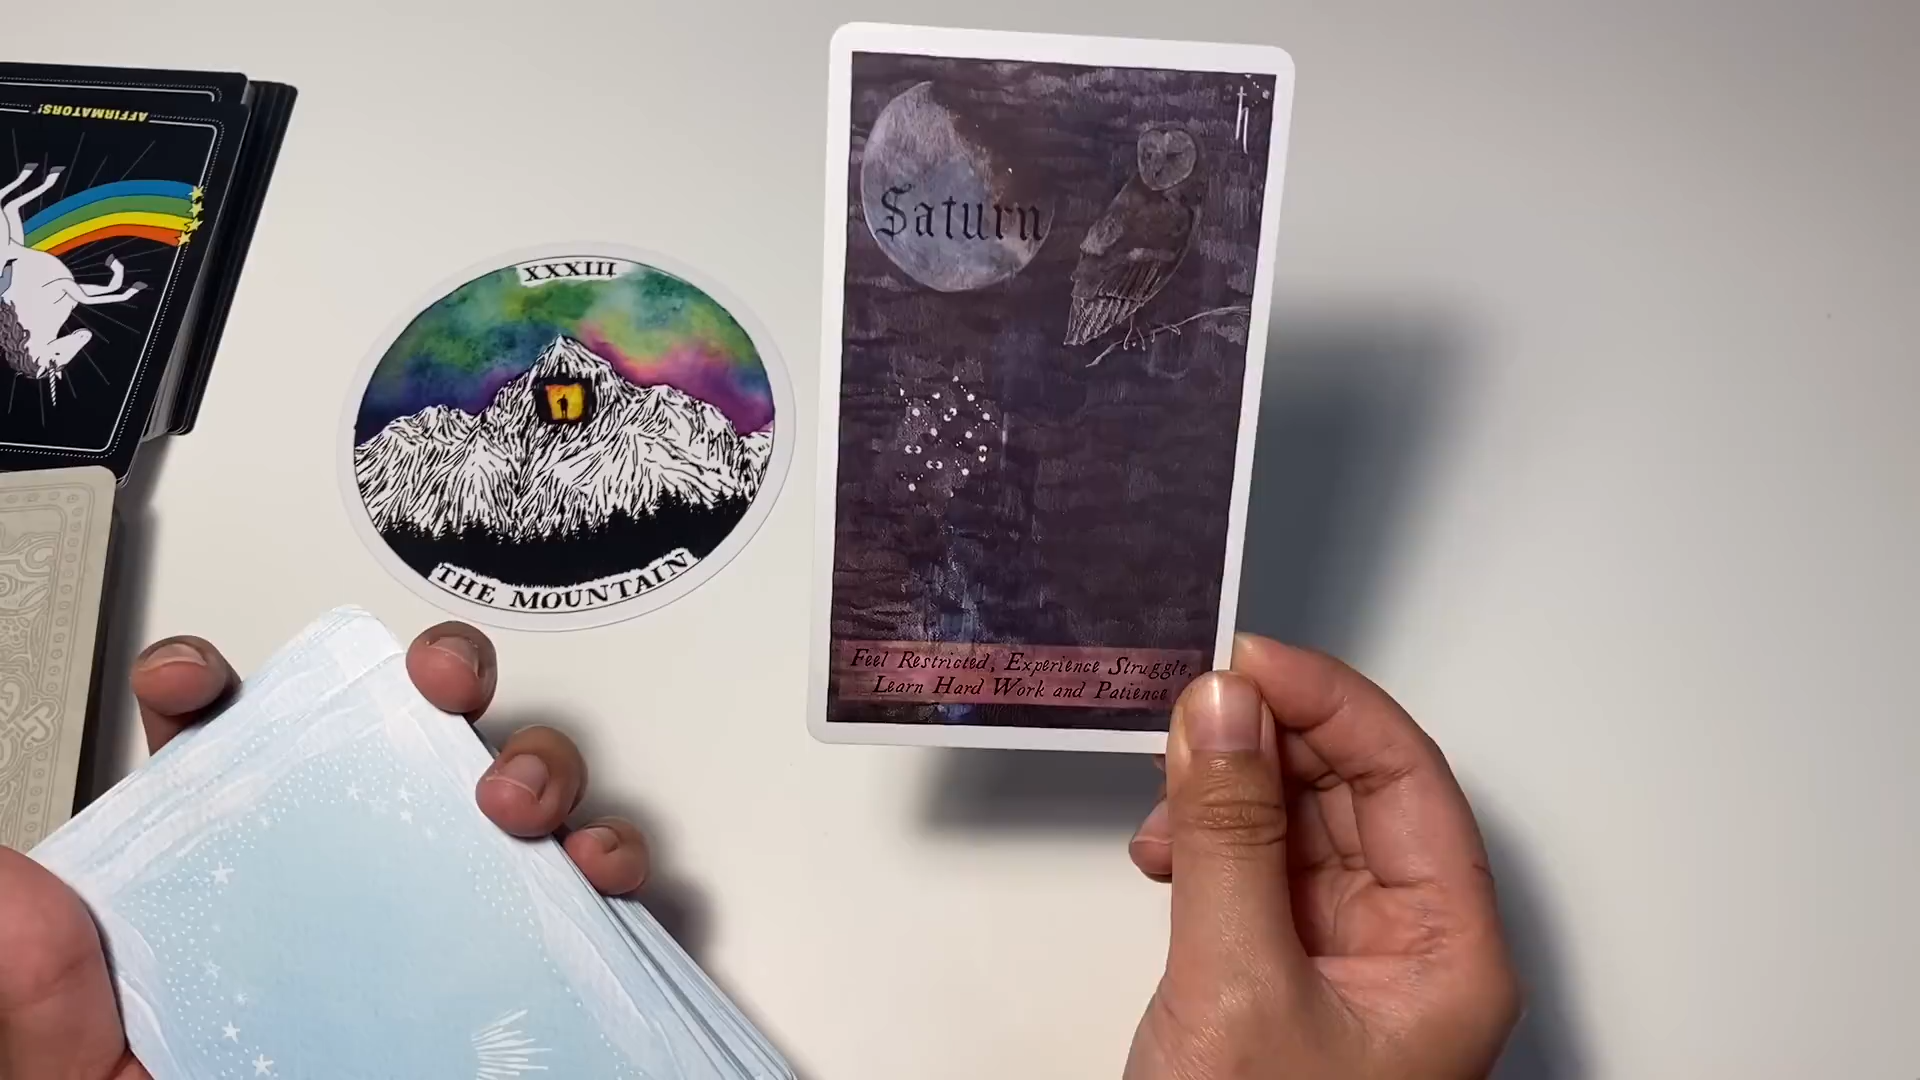 AFFIRMATORS!
XXXIII
THE MOUNTAIN
Saturn
Feel Restricted, Experience Struggle,
Learn Hard Work and Patience